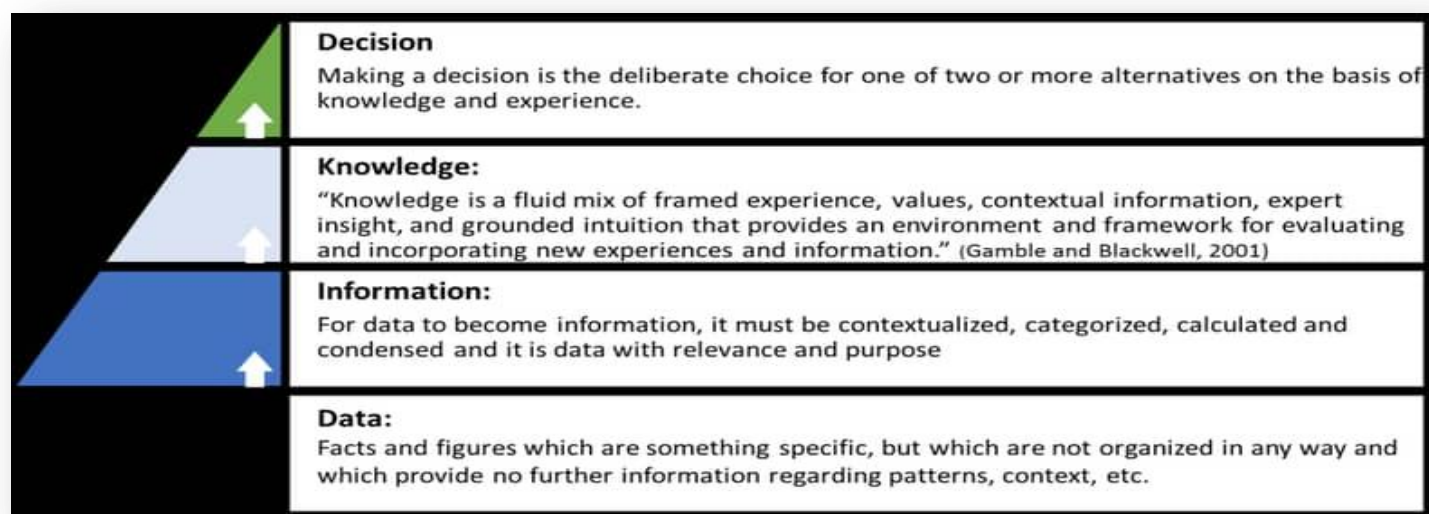 Decision
Making a decision is the deliberate choice for one of two or more alternatives on the basis of
knowledge and experience.
Knowledge:
“Knowledge is a fluid mix of framed experience, values, contextual information, expert
insight, and grounded intuition that provides an environment and framework for evaluating
and incorporating new experiences and information.” (Gamble and Blackwell, 2001)
Information:
For data to become information, it must be contextualized, categorized, calculated and
condensed and it is data with relevance and purpose
Data:
Facts and figures which are something specific, but which are not organized in any way and
which provide no further information regarding patterns, context, etc.